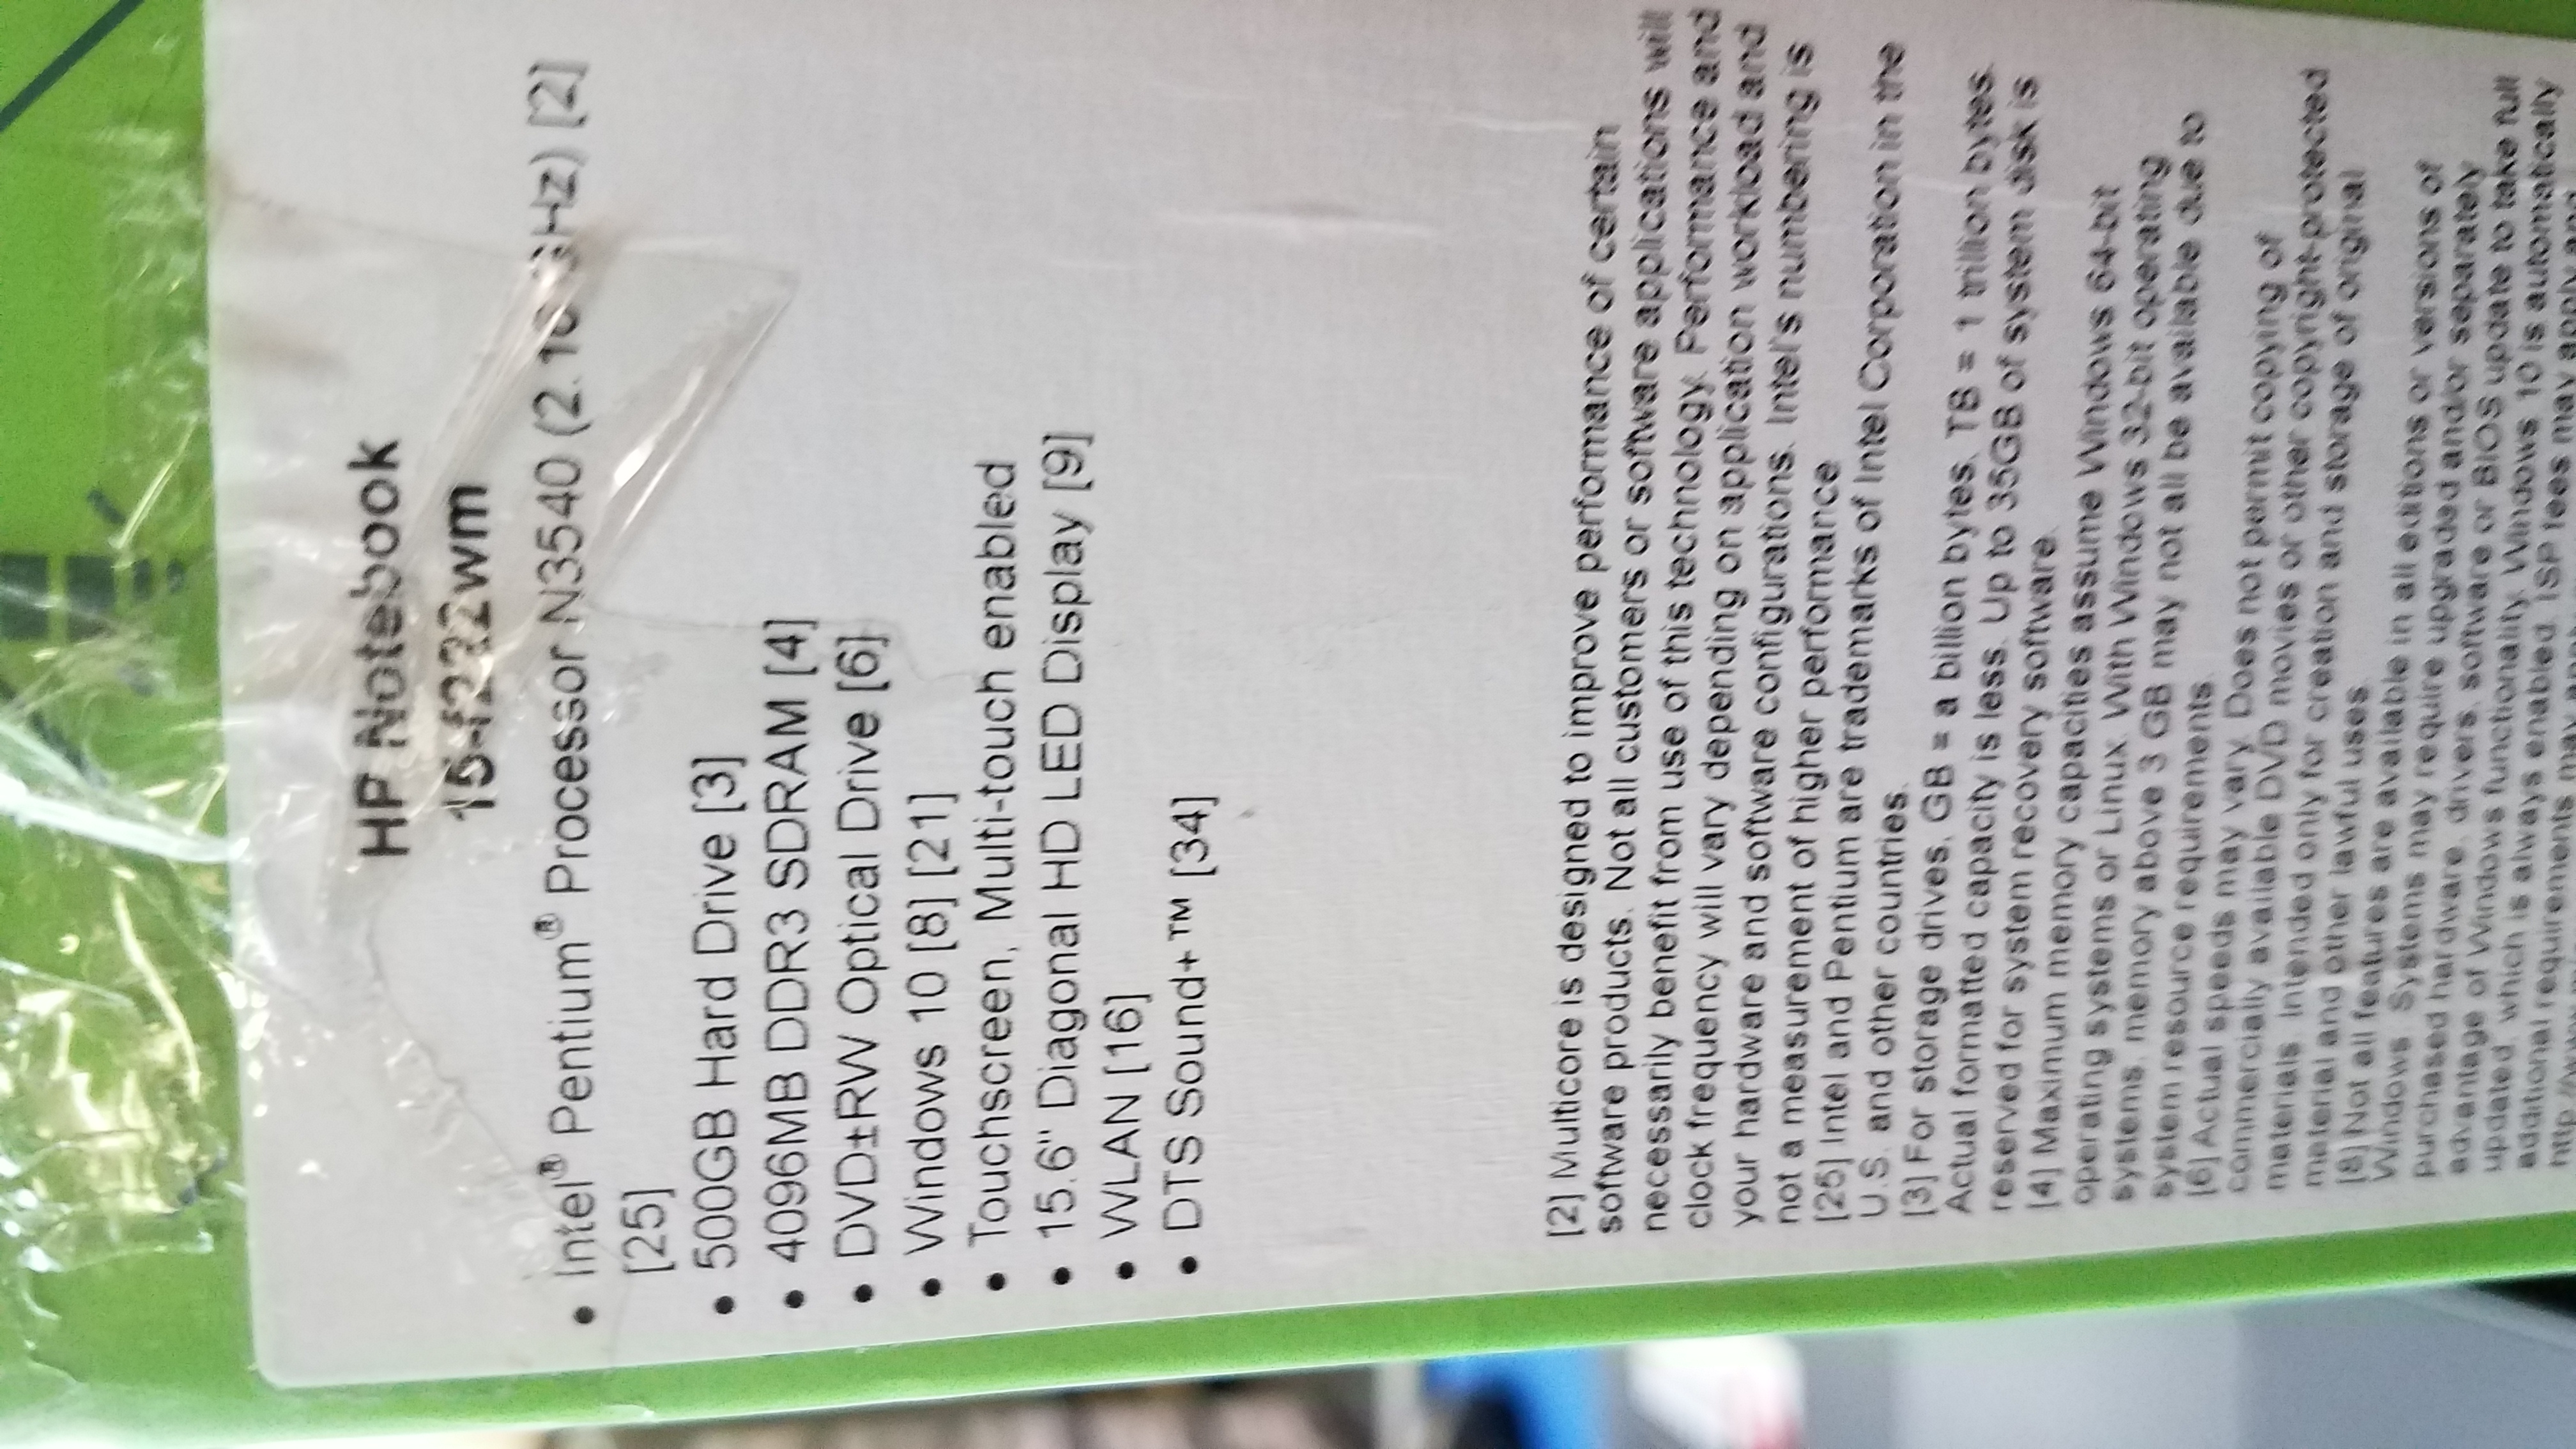 HP Notebook
15-f222wm
• Intel® Pentium® Processor N3540 (2.16GHz) [2]
[25]
• 500GB Hard Drive [3]
• 4096MB DDR3 SDRAM [4]
• DVD±RW Optical Drive [6]
• Windows 10 [8] [21]
• Touchscreen, Multi-touch enabled
• 15.6" Diagonal HD LED Display [9]
• WLAN [16]
• DTS Sound+™ [34]
[2] Multicore is designed to improve performance of certain
software products. Not all customers or software applications will
necessarily benefit from use of this technology. Performance and
clock frequency will vary depending on application workload and
your hardware and software configurations. Intel's numbering is
not a measurement of higher performance
[25] Intel and Pentium are trademarks of Intel Corporation in the
U.S. and other countries.
[3] For storage drives, GB = a billion bytes. TB = 1 trillion bytes.
Actual formatted capacity is less. Up to 35GB of system disk is
reserved for system recovery software.
[4] Maximum memory capacities assume Windows 64-bit
operating systems or Linux. With Windows 32-bit operating
systems, memory above 3 GB may not all be available due to
system resource requirements.
[6] Actual speeds may vary. Does not permit copying of
commercially available DVD movies or other copyright-protected
materials. Intended only for creation and storage of original
material and other lawful uses.
[8] Not all features are available in all editions or versions of
Windows. Systems may require upgraded and/or separately
purchased hardware, drivers, software or BIOS update to take full
advantage of Windows functionality. Windows 10 is automatically
updated, which is always enabled. ISP fees may apply
additional requirements may